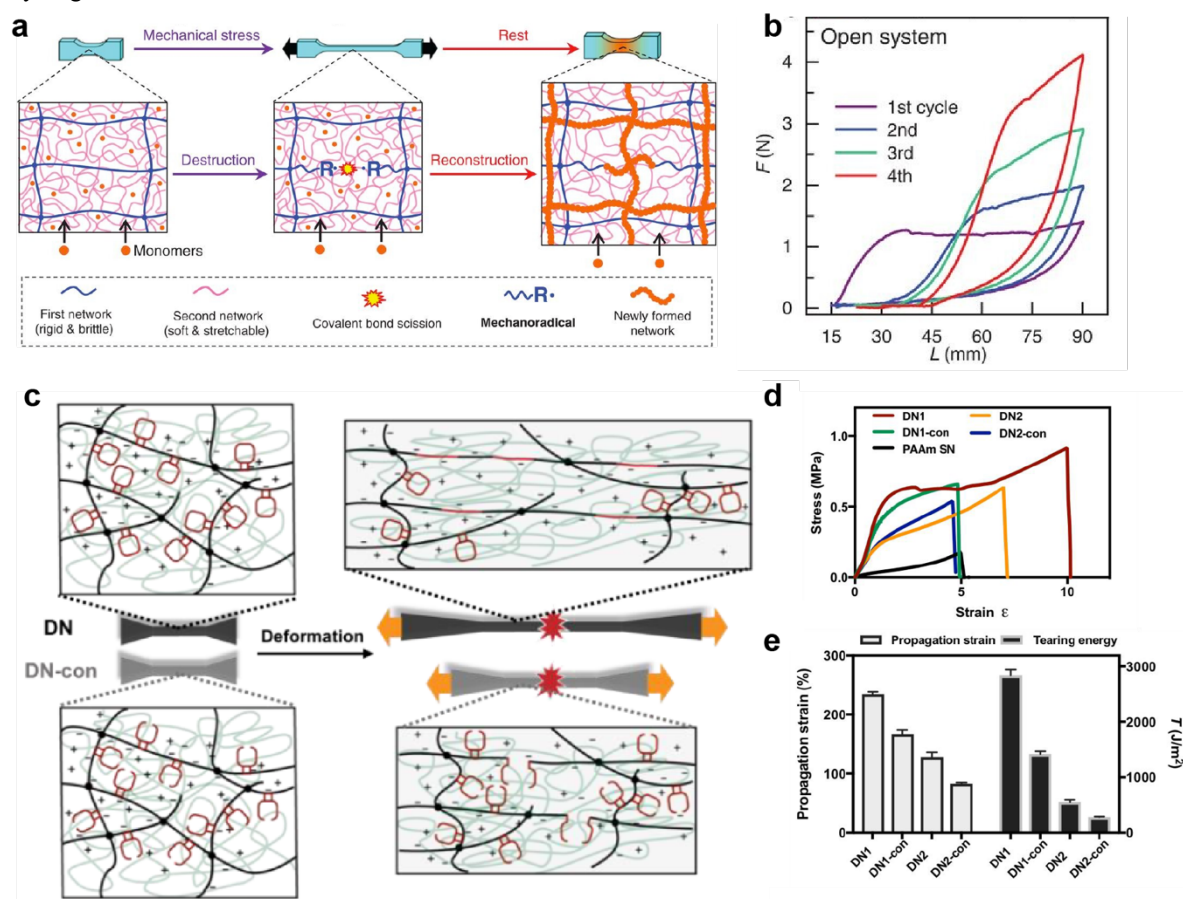 a
Mechanical stress
Rest
Destruction
Reconstruction
R·
·R
Monomers
First network
(rigid & brittle)
Second network
(soft & stretchable)
Covalent bond scission
R·
Mechanoradical
Newly formed
network
b
Open system
1st cycle
2nd
3rd
4th
F (N)
4
3
2
1
0
15 30 45 60 75 90
L (mm)
c
DN
DN-con
Deformation
d
DN1 DN2
DN1-con DN2-con
PAAm SN
Stress (MPa)
1.0
0.5
0.0
0 5 10
Strain ε
e
Propagation strain Tearing energy
Propagation strain (%)
300
200
100
0
3000
2000
1000
0
T (J/m²)
DN1 DN1-con DN2 DN2-con DN1 DN1-con DN2 DN2-con